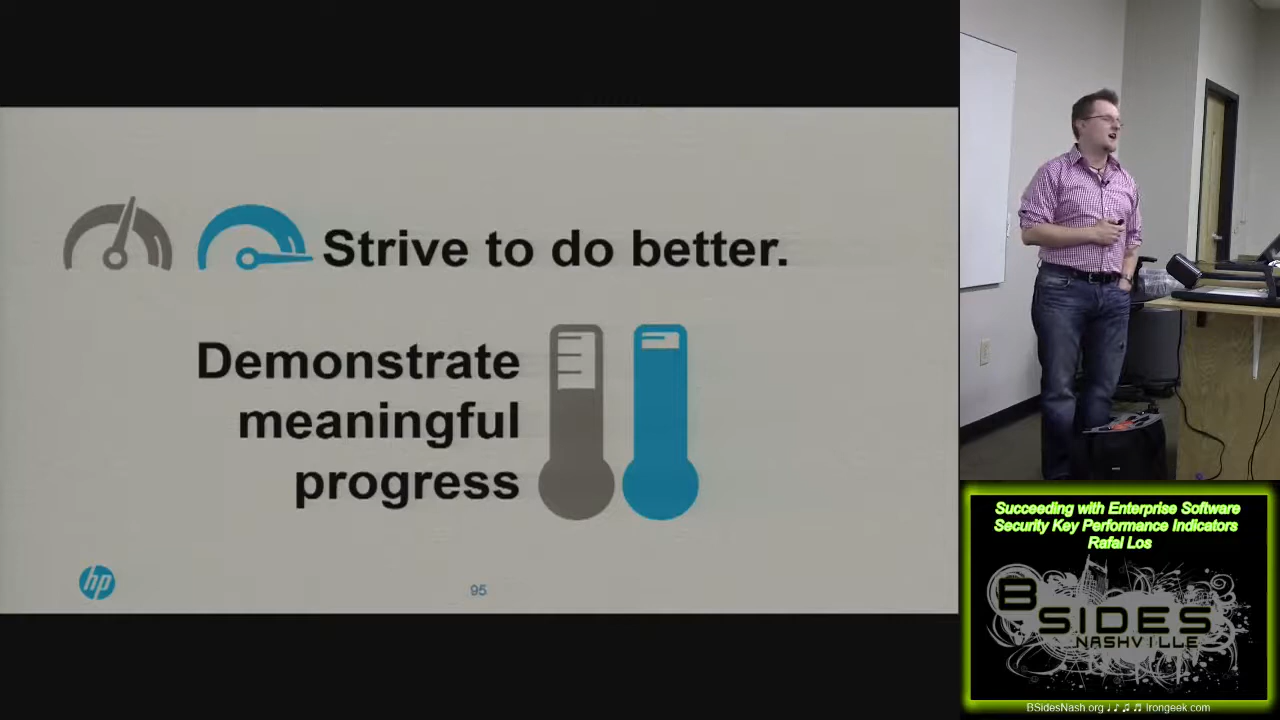 Strive to do better.
Demonstrate
meaningful
progress
hp
95
Succeeding with Enterprise Software
Security Key Performance Indicators
Rafal Los
BSIDES
NASHVILLE
BSidesNash.org ♩♪♫♬ Irongeek.com